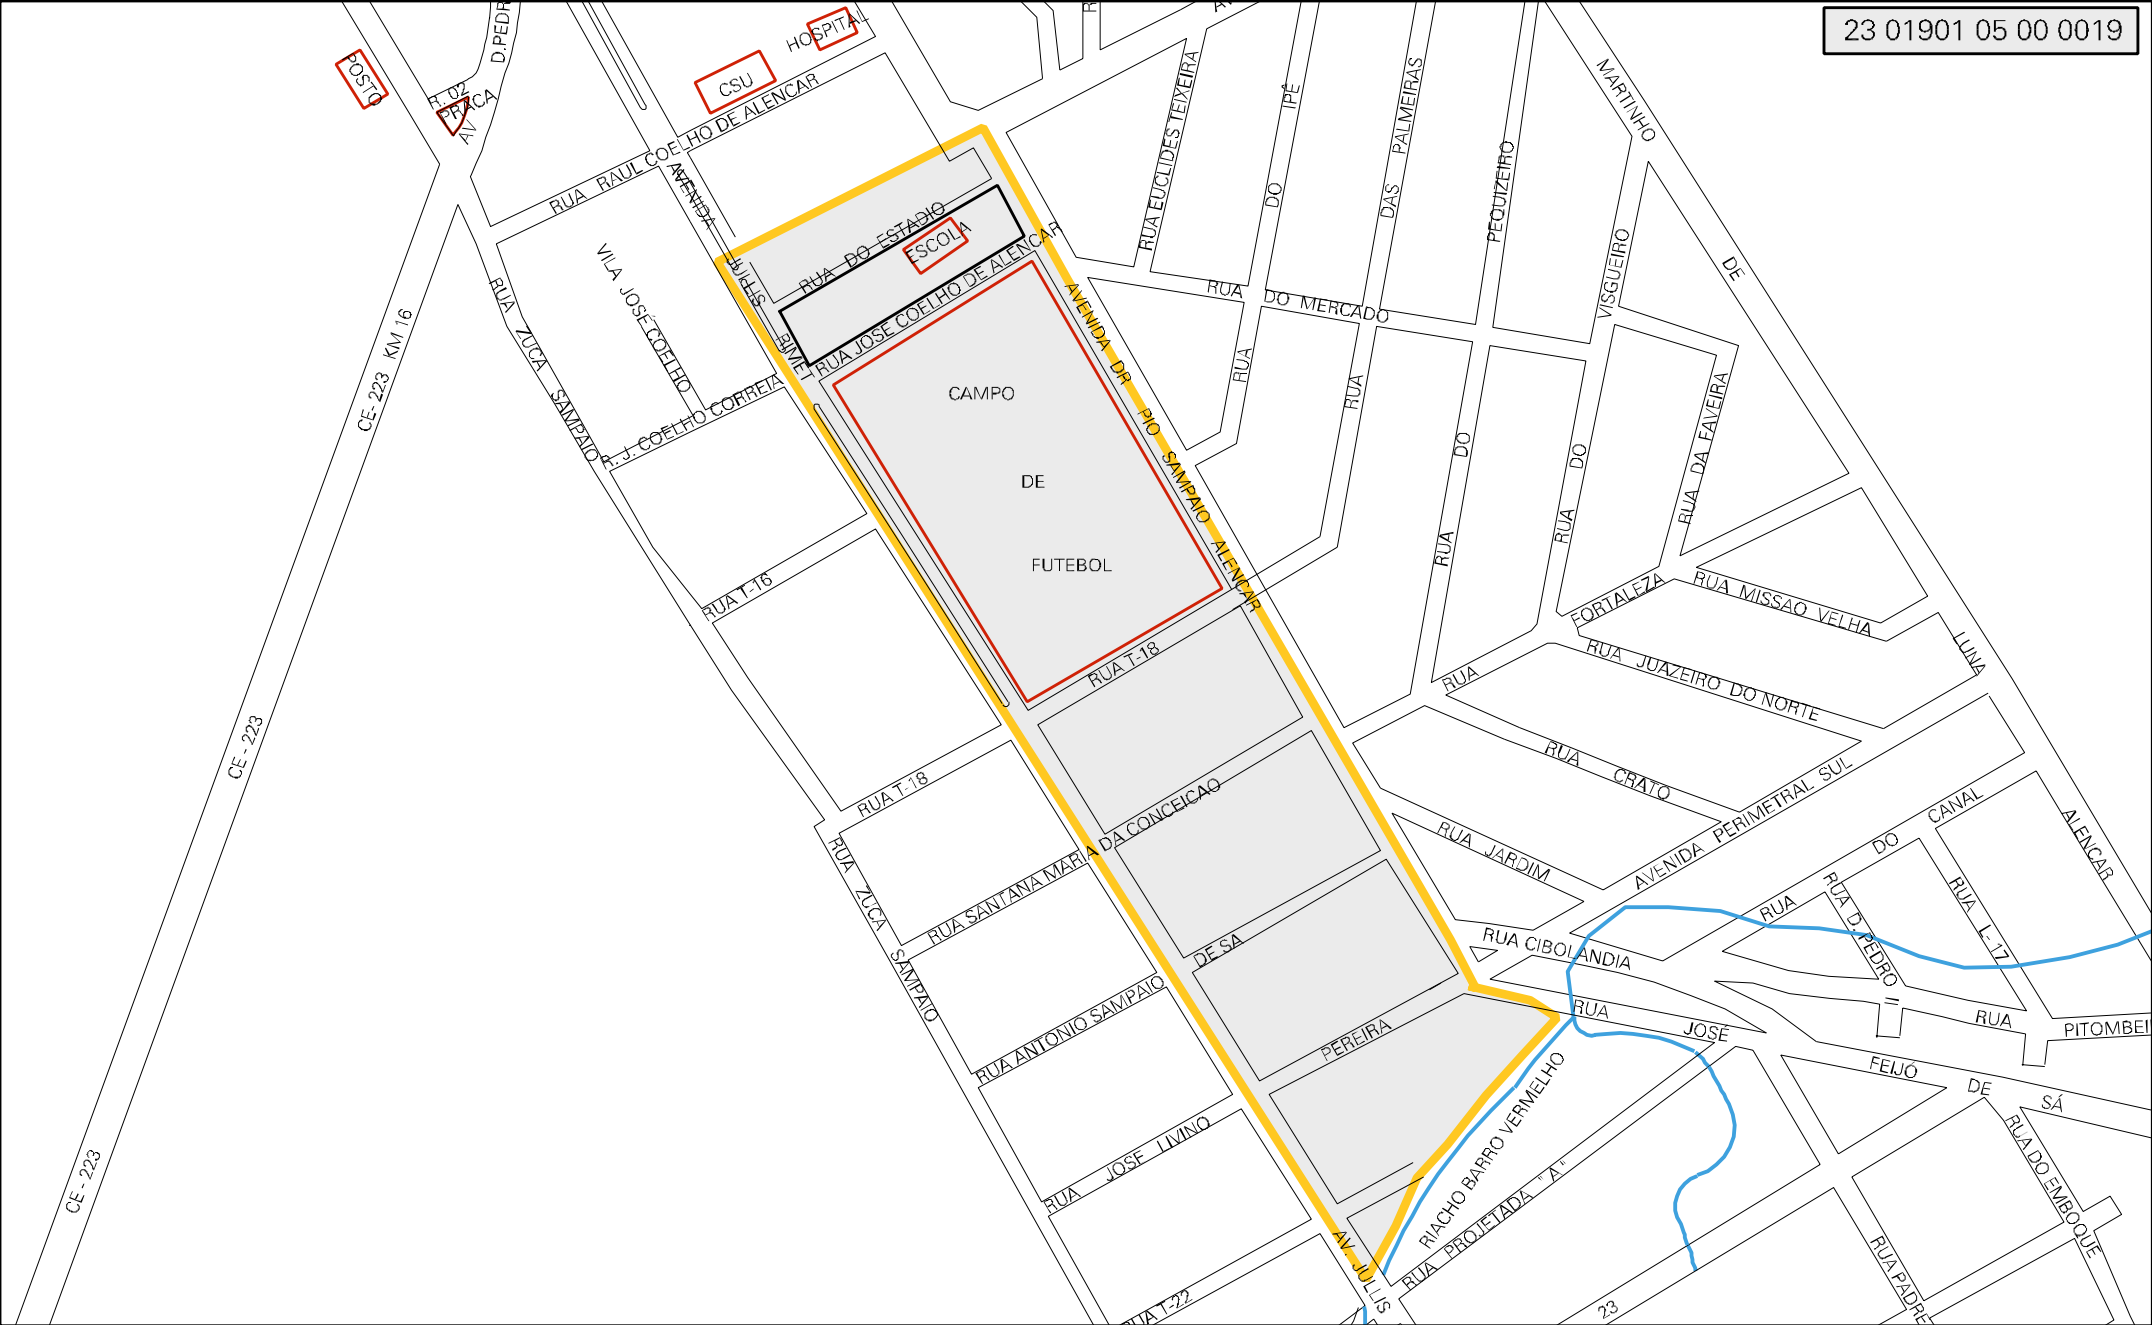 23 01901 05 00 0019
HOSPITAL
CSU
POSTO
R. 02
PRACA
AV
D.PEDR
RUA RAUL COELHO DE ALENCAR
AVENIDA
JULLIS
RIMET
VILA JOSÉ COELHO
RUA DO ESTADIO
ESCOLA
RUA JOSE COELHO DE ALENCAR
R. J. COELHO CORREIA
CAMPO
DE
FUTEBOL
AVENIDA DR PIO SAMPAIO ALENCAR
RUA EUCLIDES TEIXEIRA
RUA DO IPÊ
RUA DAS PALMEIRAS
RUA DO PEQUIZEIRO
RUA DO VISGUEIRO
RUA DO MERCADO
RUA DA FAVEIRA
MARTINHO DE LUNA ALENCAR
CE- 223 KM 16
CE - 223
CE - 223
RUA ZUCA SAMPAIO
RUA T-16
RUA T-18
RUA T-18
RUA ZUCA SAMPAIO
RUA SANTANA MARIA DA CONCEICAO
RUA ANTONIO SAMPAIO
DE SA
PEREIRA
RUA JOSE LIVINO
RUA T-22
AV. JULLIS
RUA FORTALEZA
RUA MISSAO VELHA
RUA JUAZEIRO DO NORTE
RUA CRATO
RUA JARDIM
AVENIDA PERIMETRAL SUL
RUA DO CANAL
RUA D. PEDRO II
RUA L- 17
RUA CIBOLANDIA
RUA JOSÉ FEIJÓ DE SÁ
RUA PITOMBEI
RIACHO BARRO VERMELHO
RUA PROJETADA " A "
RUA DO EMBOQUE
RUA PADRE
23